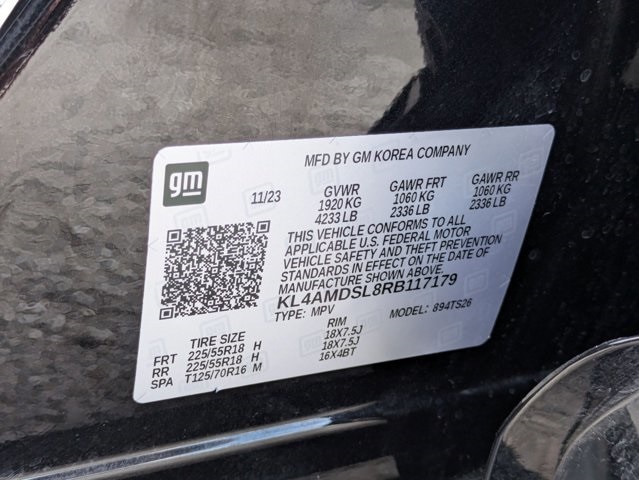 gm
MFD BY GM KOREA COMPANY
11/23
GVWR GAWR FRT GAWR RR
1920 KG 1060 KG 1060 KG
4233 LB 2336 LB 2336 LB
THIS VEHICLE CONFORMS TO ALL
APPLICABLE U.S. FEDERAL MOTOR
VEHICLE SAFETY AND THEFT PREVENTION
STANDARDS IN EFFECT ON THE DATE OF
MANUFACTURE SHOWN ABOVE.
KL4AMDSL8RB117179
TYPE: MPV MODEL: 894TS26
TIRE SIZE RIM
FRT 225/55R18 H 18X7.5J
RR 225/55R18 H 18X7.5J
SPA T125/70R16 M 16X4BT